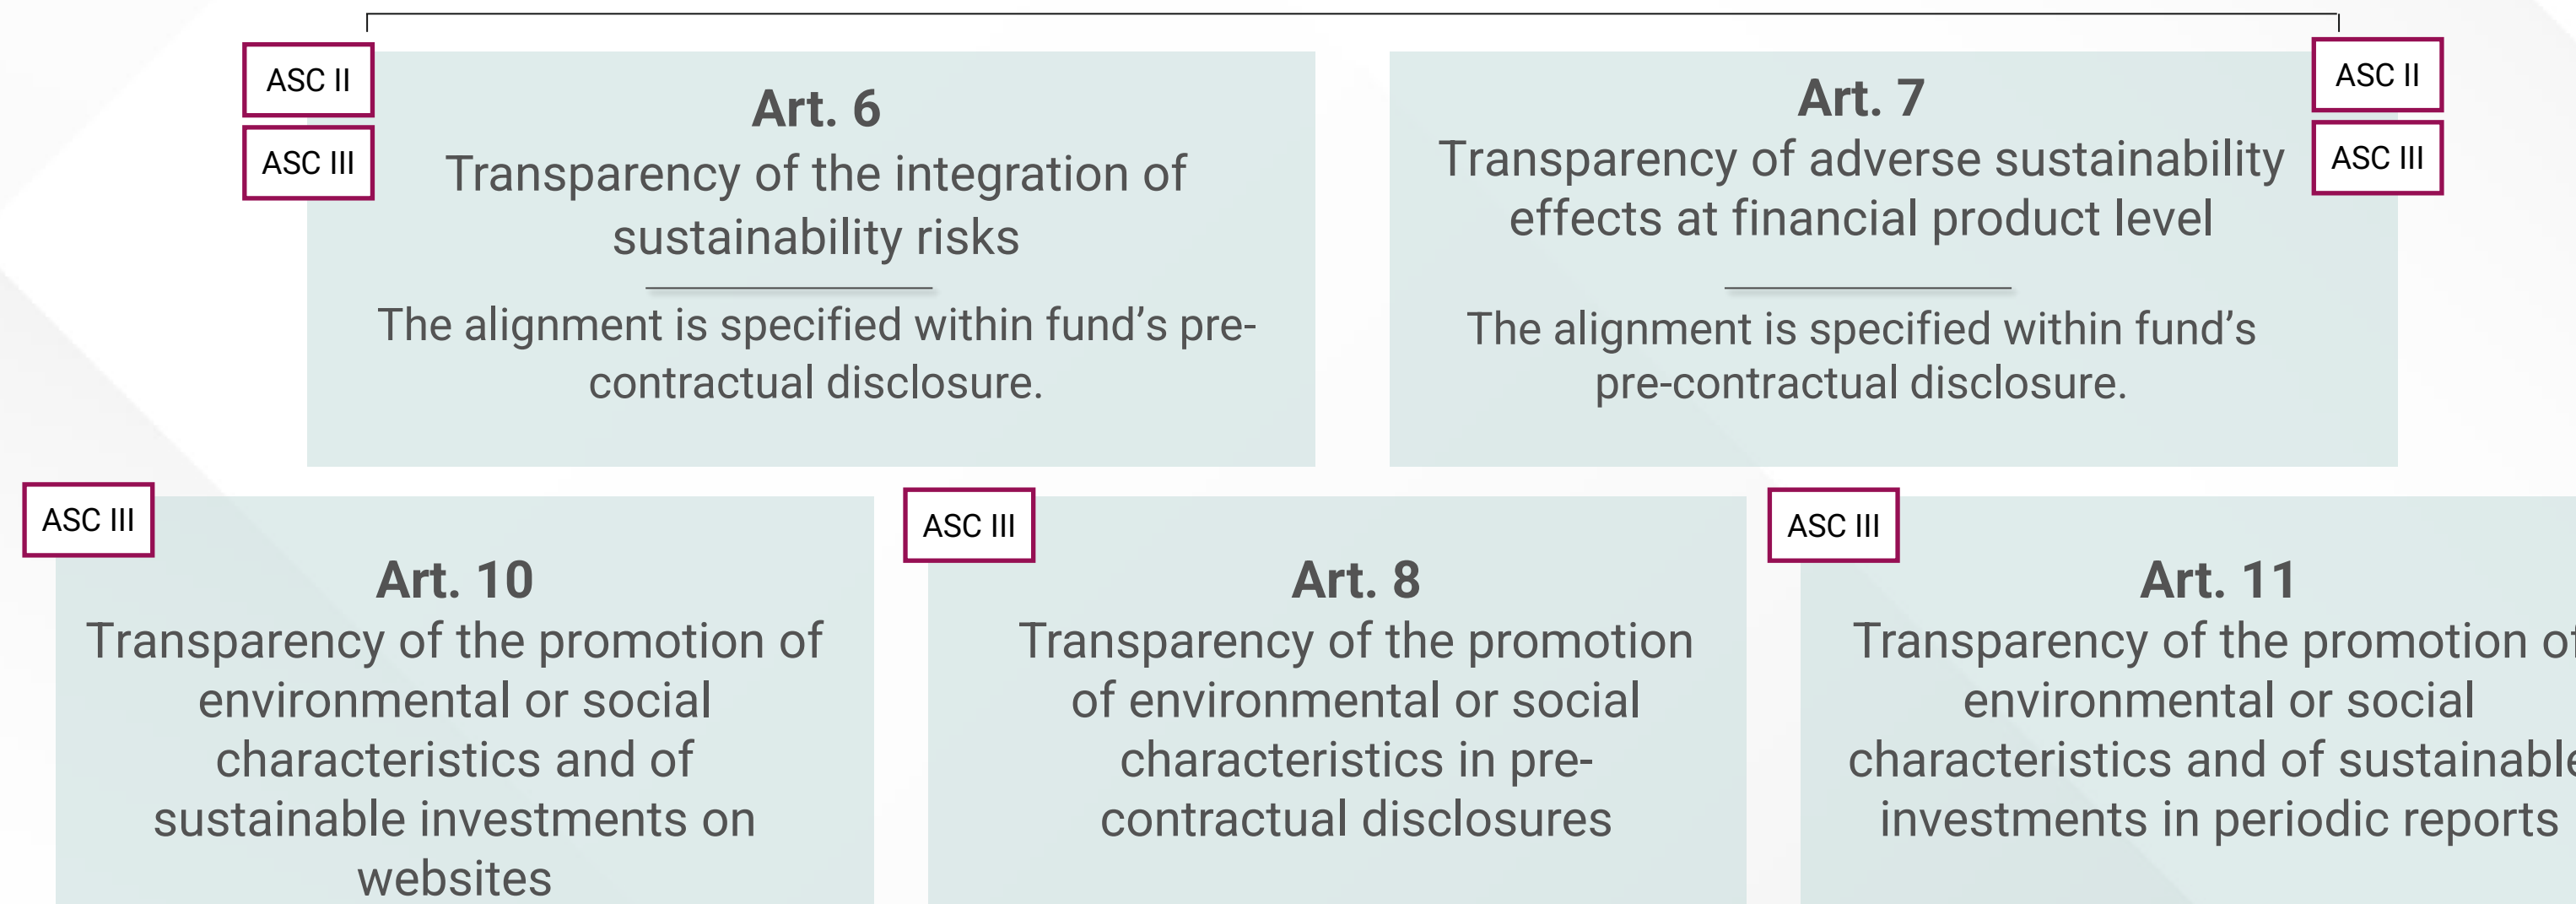 ASC II
ASC III
Art. 6
Transparency of the integration of
sustainability risks
The alignment is specified within fund’s pre-
contractual disclosure.
ASC II
ASC III
Art. 7
Transparency of adverse sustainability
effects at financial product level
The alignment is specified within fund’s
pre-contractual disclosure.
ASC III
Art. 10
Transparency of the promotion of
environmental or social
characteristics and of
sustainable investments on
websites
ASC III
Art. 8
Transparency of the promotion
of environmental or social
characteristics in pre-
contractual disclosures
ASC III
Art. 11
Transparency of the promotion of
environmental or social
characteristics and of sustainable
investments in periodic reports